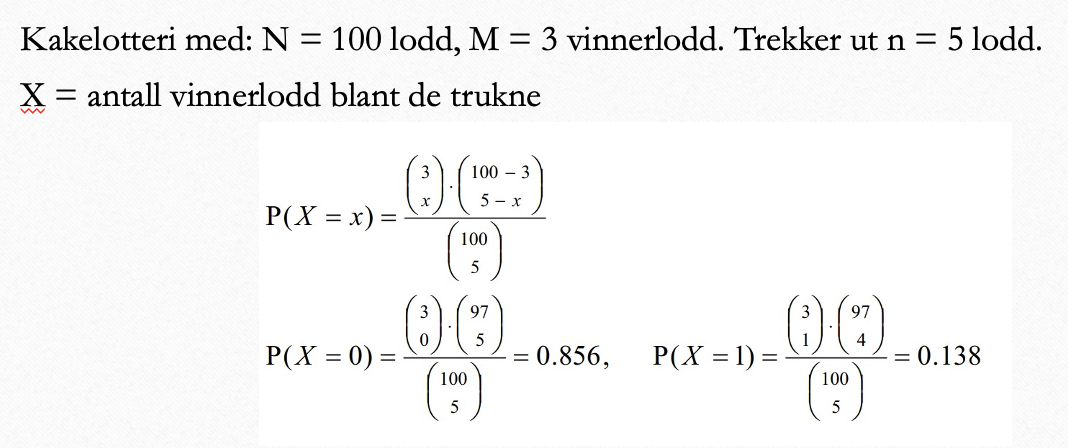 Kakelotteri med: N = 100 lodd, M = 3 vinnerlodd. Trekker ut n = 5 lodd.
X = antall vinnerlodd blant de trukne
P(X = x) = \frac{\binom{3}{x} \cdot \binom{100 - 3}{5 - x}}{\binom{100}{5}}
P(X = 0) = \frac{\binom{3}{0} \cdot \binom{97}{5}}{\binom{100}{5}} = 0.856, P(X = 1) = \frac{\binom{3}{1} \cdot \binom{97}{4}}{\binom{100}{5}} = 0.138